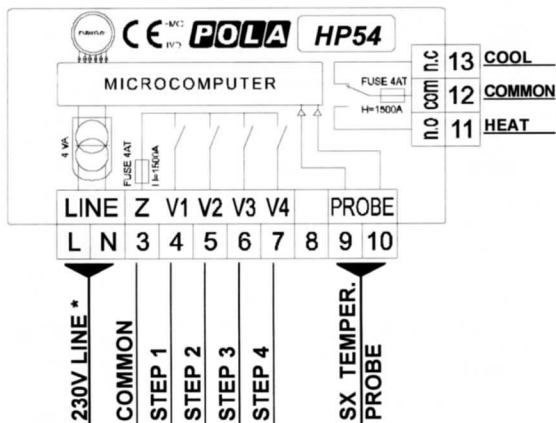 CE EMC
LVD
POLA
HP54
MICROCOMPUTER
4 VA
FUSE 4AT
H=1500A
FUSE 4AT
H=1500A
n.c 13 COOL
com 12 COMMON
n.o 11 HEAT
LINE Z V1 V2 V3 V4 PROBE
L N 3 4 5 6 7 8 9 10
230V LINE *
COMMON
STEP 1
STEP 2
STEP 3
STEP 4
SX TEMPER.
PROBE